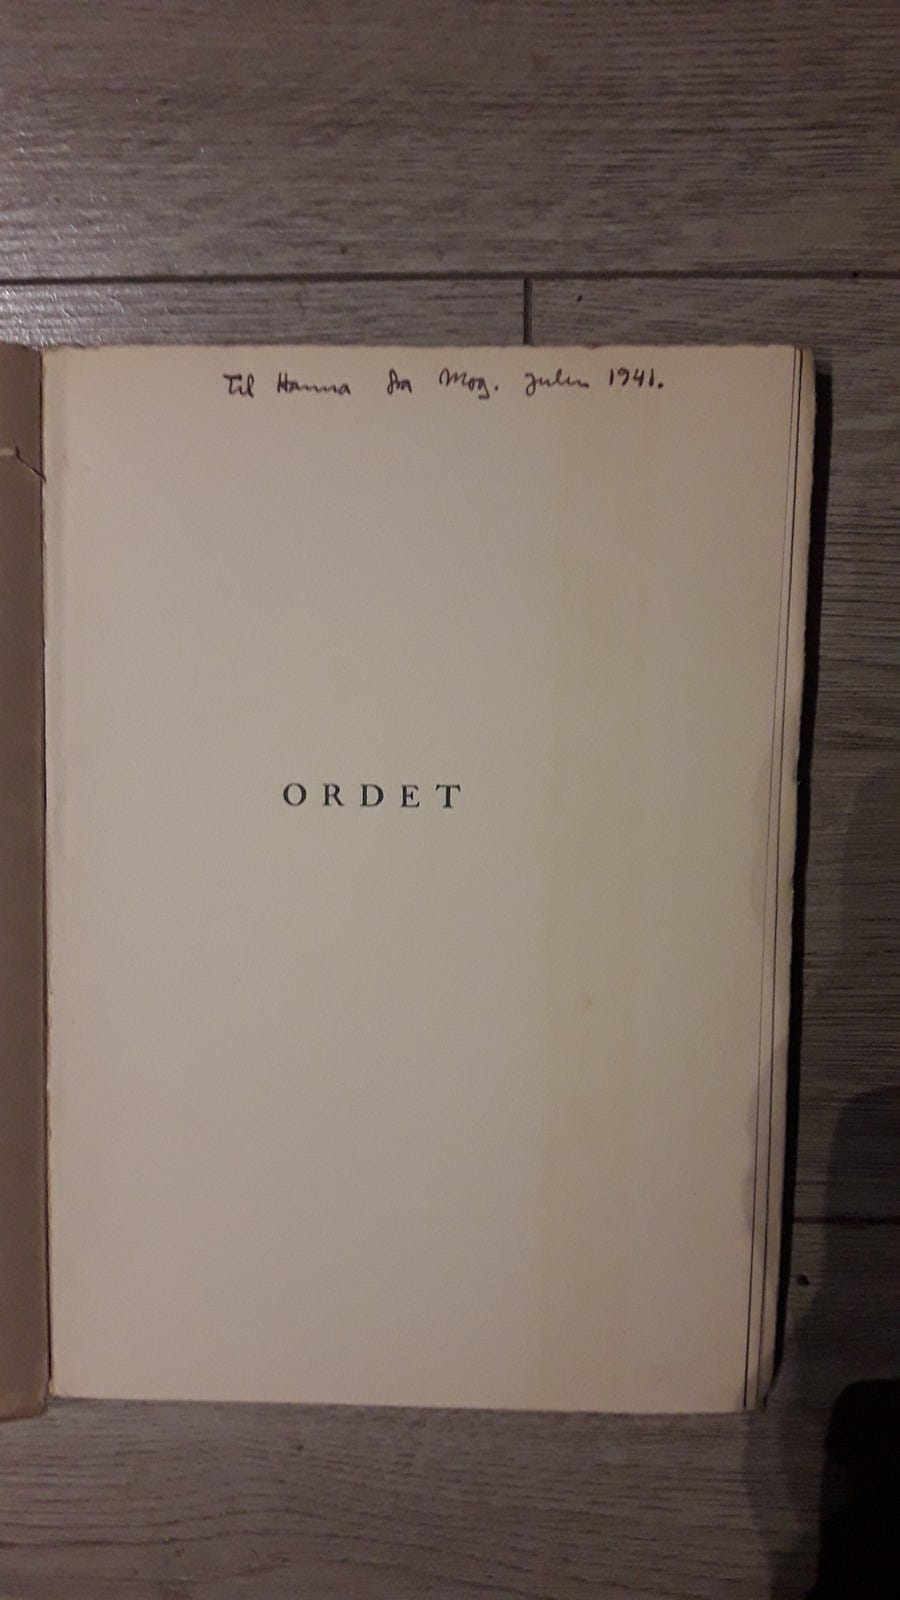 Til Hanna fra Mog. Julen 1941.
ORDET